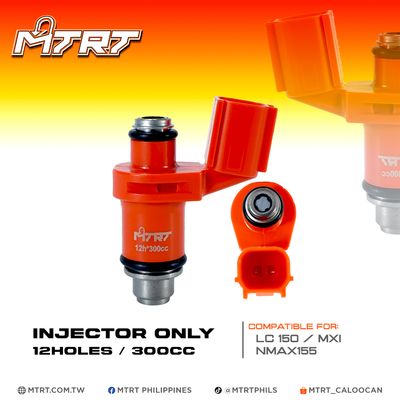 MTRT
MTRT
12h*300cc
MTRT
INJECTOR ONLY
12HOLES / 300CC
COMPATIBLE FOR:
LC 150 / MXI
NMAX155
MTRT.COM.TW
MTRT PHILIPPINES
@MTRTPHILS
MTRT_CALOOCAN